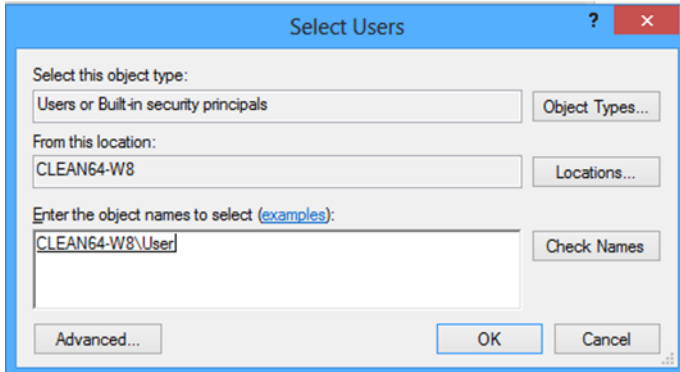 Select Users
?
×
Select this object type:
Users or Built-in security principals
Object Types...
From this location:
CLEAN64-W8
Locations...
Enter the object names to select (examples):
CLEAN64-W8\User
Check Names
Advanced...
OK
Cancel